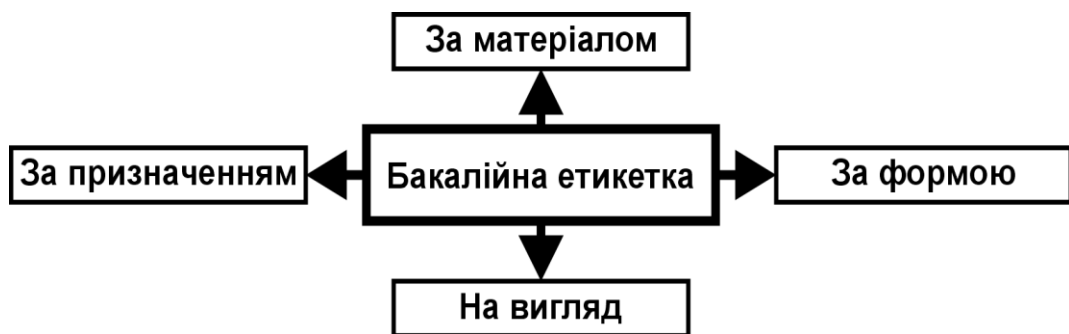 За матеріалом
За призначенням
Бакалійна етикетка
За формою
На вигляд